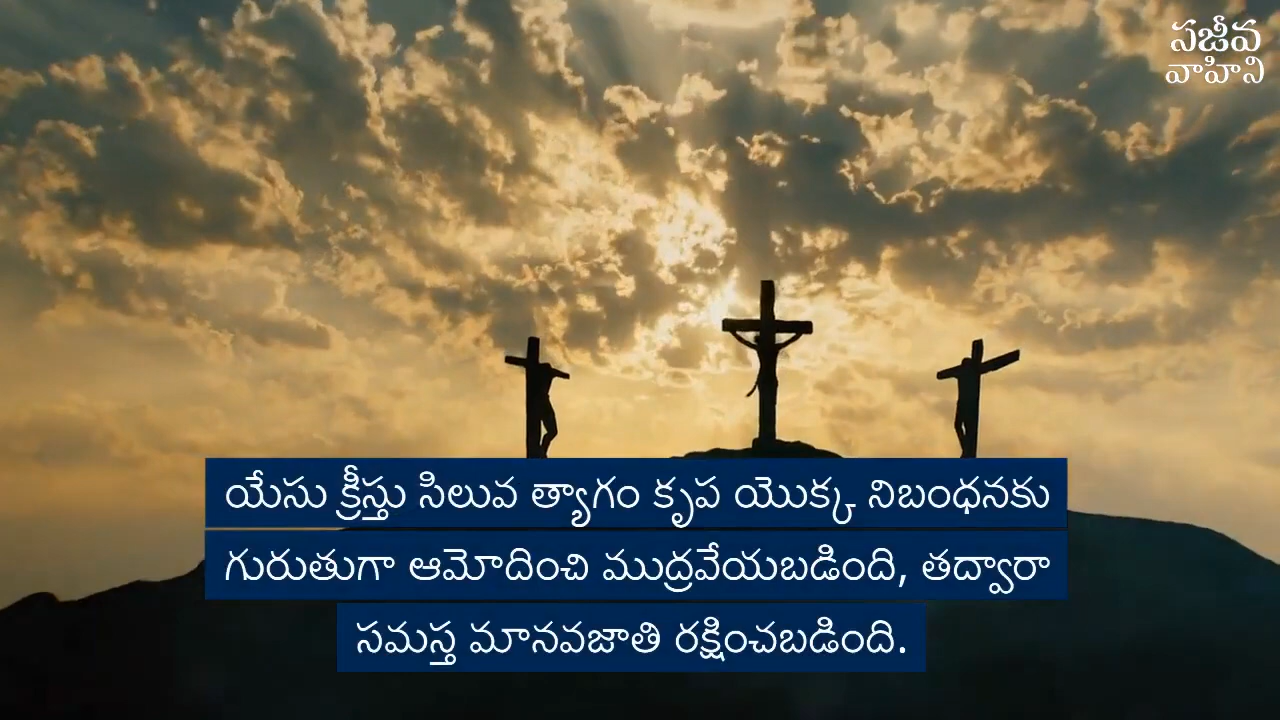 సజీవ
వాహిని
యేసు క్రీస్తు సిలువ త్యాగం కృప యొక్క నిబంధనకు
గురుతుగా ఆమోదించి ముద్రవేయబడింది, తద్వారా
సమస్త మానవజాతి రక్షించబడింది.